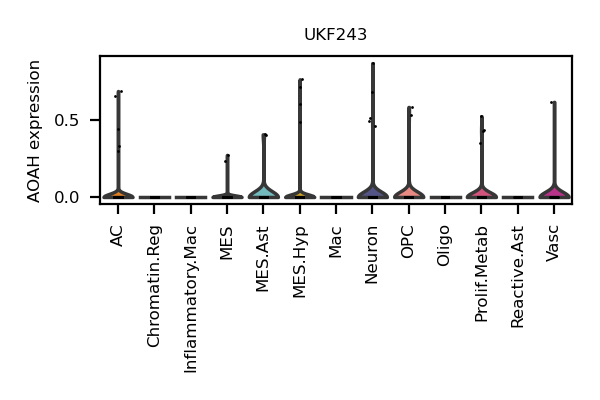 UKF243
AOAH expression
0.5
0.0
AC
Chromatin.Reg
Inflammatory.Mac
MES
MES.Ast
MES.Hyp
Mac
Neuron
OPC
Oligo
Prolif.Metab
Reactive.Ast
Vasc